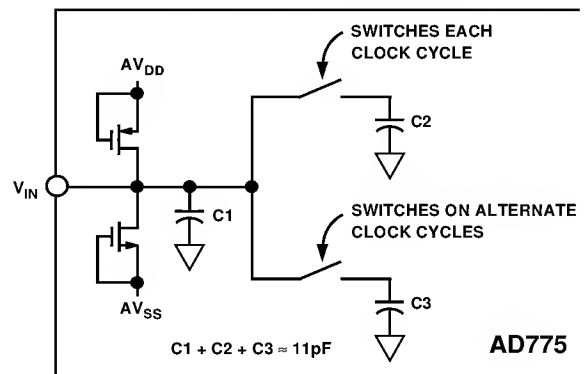 SWITCHES EACH
CLOCK CYCLE
AVDD
C2
VIN
C1
SWITCHES ON ALTERNATE
CLOCK CYCLES
AVSS
C3
C1 + C2 + C3 ≈ 11pF
AD775